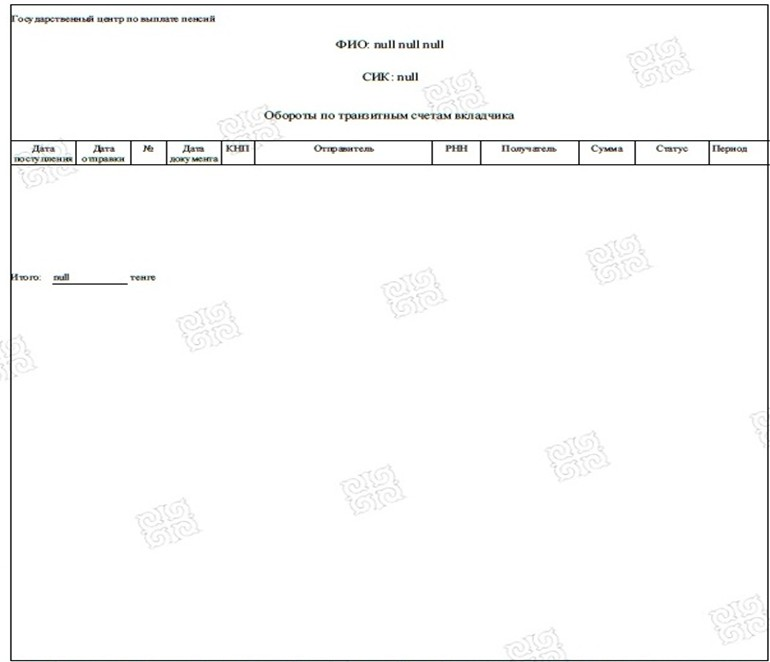 Государственный центр по выплате пенсий
ФИО: null null null
СИК: null
Обороты по транзитным счетам вкладчика
Дата поступления Дата отправки № Дата документа КНП Отправитель РНН Получатель Сумма Статус Период
Итого: null тенге